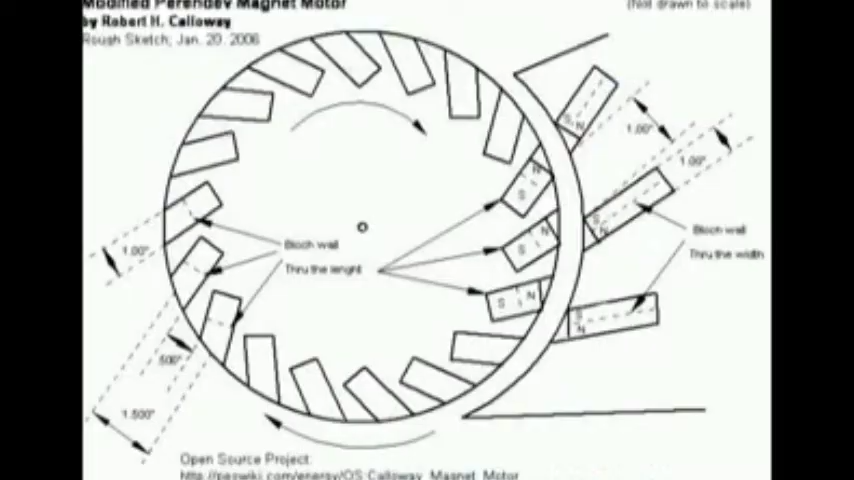 Modified Perendev Magnet Motor
(Not drawn to scale)
by Robert H. Calloway
Rough Sketch; Jan. 20. 2006
S N
1.00"
1.00"
S
S
N
S N
Bloch wall
Thru the width
1.00"
Bloch wall
Thru the lenght
S N
S
N
.500"
1.500"
Open Source Project:
http://peswiki.com/energy/OS:Calloway_Magnet_Motor